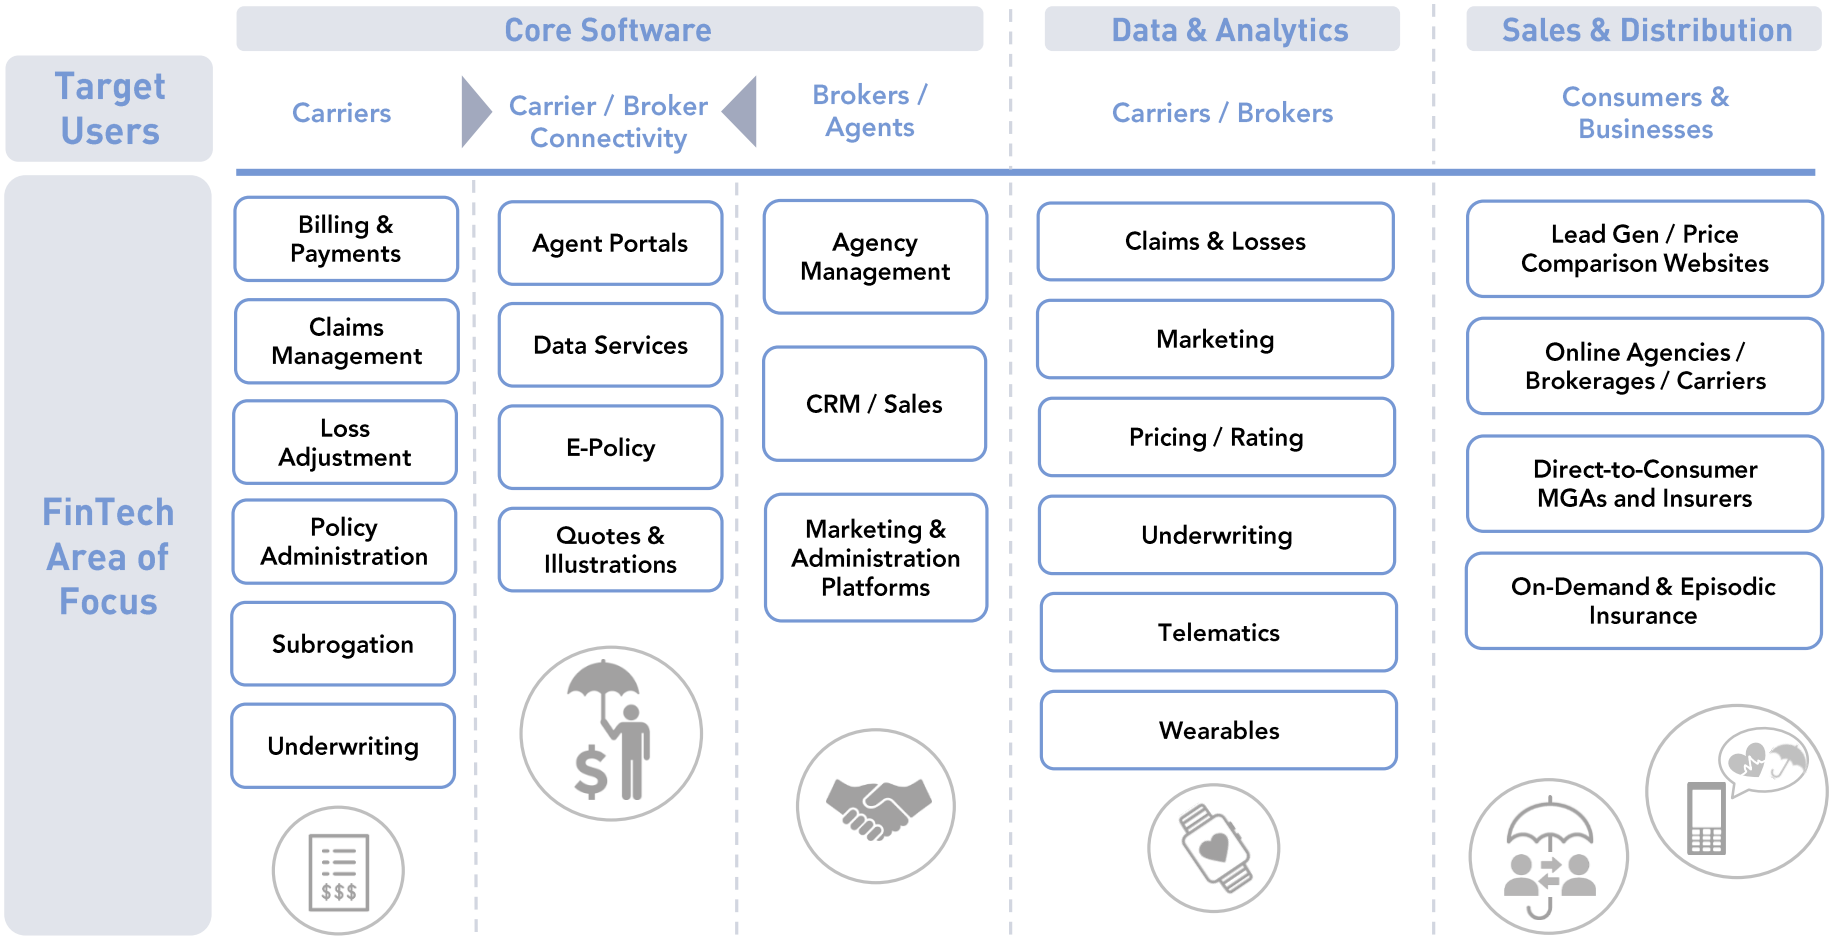 Core Software
Data & Analytics
Sales & Distribution
Target
Users
Carriers
Carrier / Broker
Connectivity
Brokers /
Agents
Carriers / Brokers
Consumers &
Businesses
FinTech
Area of
Focus
Billing &
Payments
Claims
Management
Loss
Adjustment
Policy
Administration
Subrogation
Underwriting
Agent Portals
Data Services
E-Policy
Quotes &
Illustrations
$
Agency
Management
CRM / Sales
Marketing &
Administration
Platforms
Claims & Losses
Marketing
Pricing / Rating
Underwriting
Telematics
Wearables
Lead Gen / Price
Comparison Websites
Online Agencies /
Brokerages / Carriers
Direct-to-Consumer
MGAs and Insurers
On-Demand & Episodic
Insurance
$$$